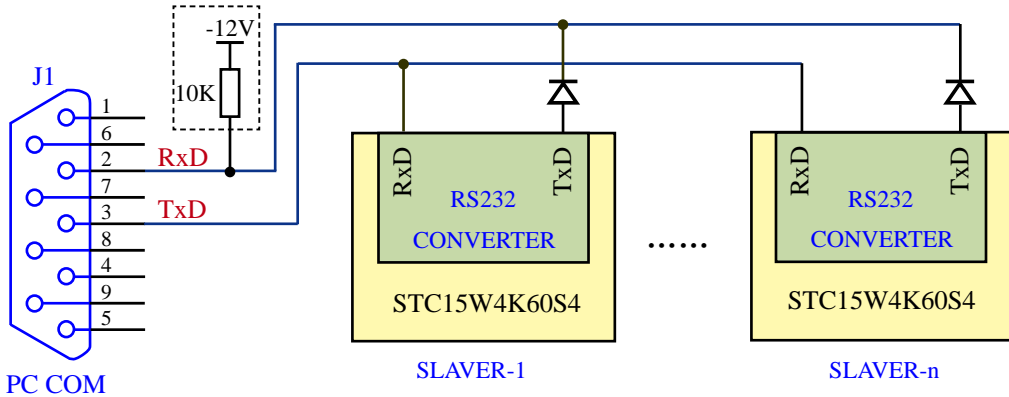 -12V
10K
J1
1
6
2
7
3
8
4
9
5
RxD
TxD
PC COM
RxD
TxD
RS232
CONVERTER
STC15W4K60S4
SLAVER-1
......
RxD
TxD
RS232
CONVERTER
STC15W4K60S4
SLAVER-n